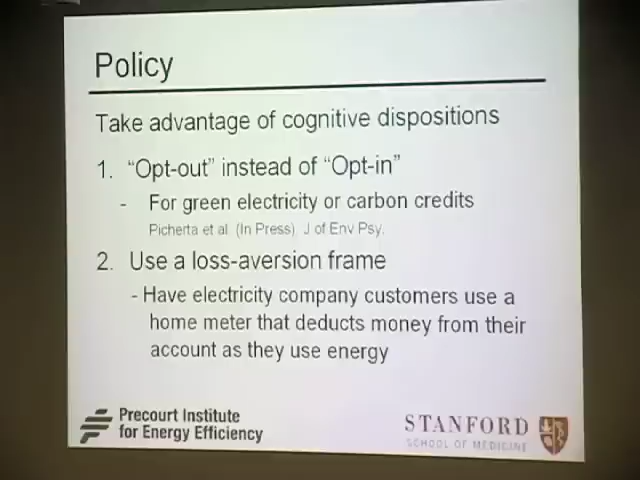 Policy
Take advantage of cognitive dispositions
1. "Opt-out" instead of "Opt-in"
- For green electricity or carbon credits
Picherta et al. (In Press), J of Env Psy.
2. Use a loss-aversion frame
- Have electricity company customers use a
home meter that deducts money from their
account as they use energy
Precourt Institute
for Energy Efficiency
STANFORD
SCHOOL OF MEDICINE